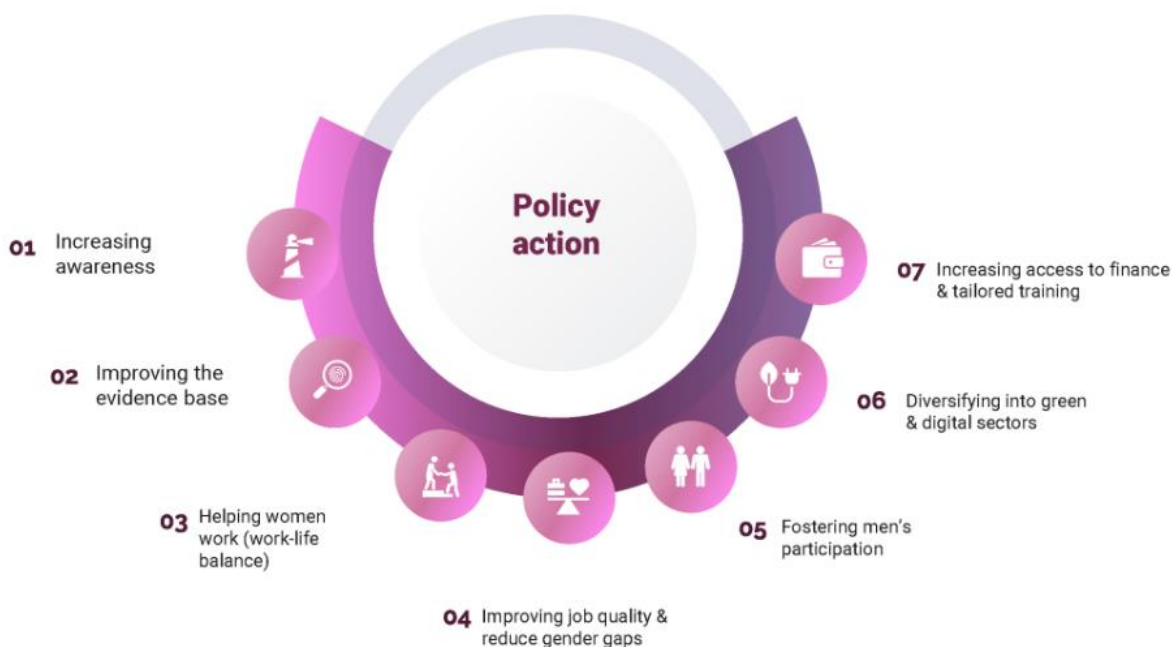 Policy
action
01 Increasing
awareness
02 Improving the
evidence base
03 Helping women
work (work-life
balance)
04 Improving job quality &
reduce gender gaps
05 Fostering men's
participation
06 Diversifying into green
& digital sectors
07 Increasing access to finance
& tailored training